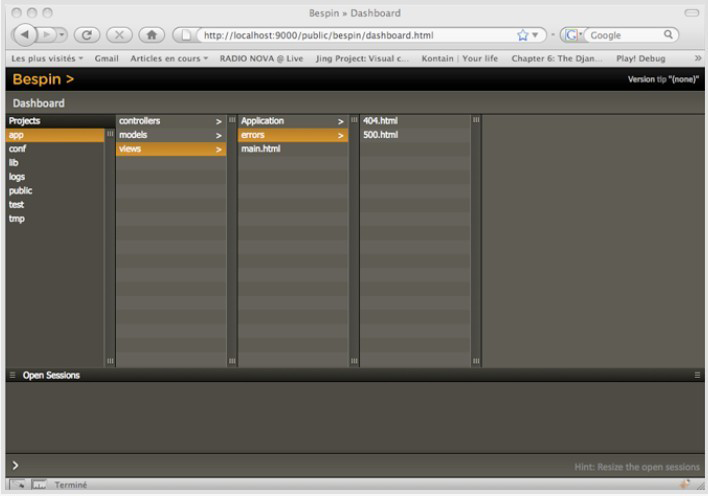 Bespin » Dashboard
http://localhost:9000/public/bespin/dashboard.html
Google
Les plus visités
Gmail
Articles en cours
RADIO NOVA @ Live
Jing Project: Visual c...
Kontain | Your life
Chapter 6: The Djan...
Play! Debug
»
Bespin >
Version tip "(none)"
Dashboard
Projects
app
conf
lib
logs
public
test
tmp
controllers >
models >
views >
Application >
errors >
main.html
404.html
500.html
Open Sessions
>
Hint: Resize the open sessions
Terminé